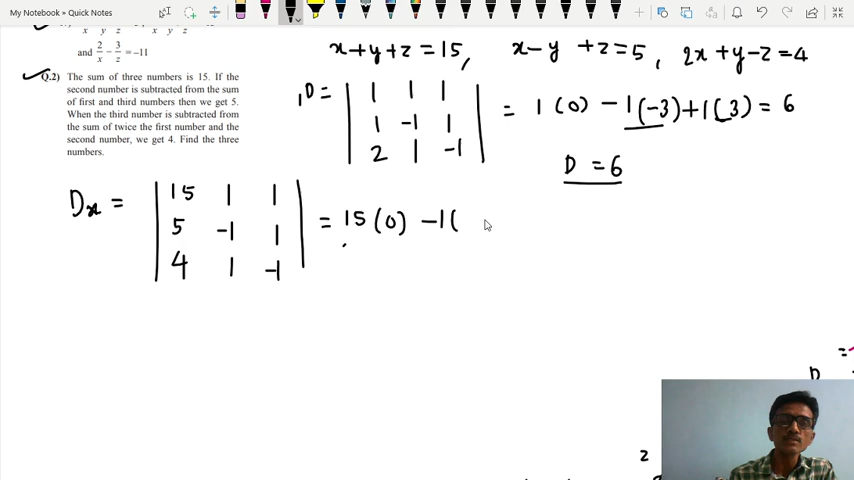 My Notebook » Quick Notes
x y z x y z
and 2/x - 3/z = -11
Q.2) The sum of three numbers is 15. If the
second number is subtracted from the sum
of first and third numbers then we get 5.
When the third number is subtracted from
the sum of twice the first number and the
second number, we get 4. Find the three
numbers.
x+y+z=15, x-y+z=5, 2x+y-z=4
D= | 1 1 1 | = 1(0) -1(-3)+1(3) = 6
| 1 -1 1 |
| 2 1 -1 |
D = 6
Dx = | 15 1 1 | = 15(0) -1(
| 5 -1 1 |
| 4 1 -1 |
=
D
2